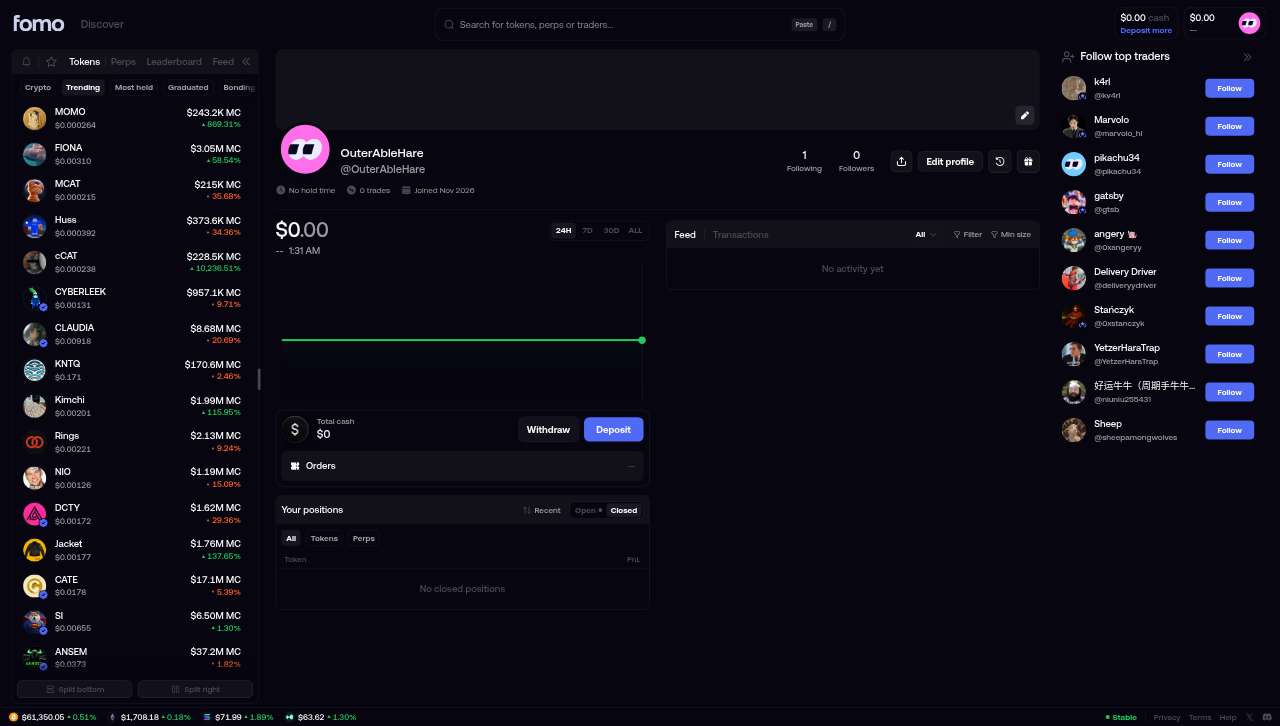 fomo Discover
Search for tokens, perps or traders... Paste /
$0.00 cash
Deposit more
$0.00
--
Tokens Perps Leaderboard Feed
Crypto Trending Most held Graduated Bonding
MOMO $243.2K MC
$0.000264 869.31%
FIONA $3.05M MC
$0.00310 58.54%
MCAT $215K MC
$0.000215 35.68%
Huss $373.6K MC
$0.000392 34.36%
cCAT $228.5K MC
$0.000238 10,236.51%
CYBERLEEK $957.1K MC
$0.00131 9.71%
CLAUDIA $8.68M MC
$0.00918 20.69%
KNTQ $170.6M MC
$0.171 2.46%
Kimchi $1.99M MC
$0.00201 115.95%
Rings $2.13M MC
$0.00221 9.24%
NIO $1.19M MC
$0.00126 15.09%
DCTY $1.62M MC
$0.00172 29.36%
Jacket $1.76M MC
$0.00177 137.65%
CATE $17.1M MC
$0.0178 5.39%
SI $6.50M MC
$0.00655 1.30%
ANSEM $37.2M MC
$0.0373 1.82%
Split bottom Split right
OuterAbleHare
@OuterAbleHare
1 Following
0 Followers
Edit profile
No hold time 0 trades Joined Nov 2026
$0.00
-- 1:31 AM
24H 7D 30D ALL
Total cash
$0
Withdraw Deposit
Orders --
Your positions Recent Open Closed
All Tokens Perps
Token PnL
No closed positions
Feed Transactions All Filter Min size
No activity yet
Follow top traders
k4rl
@kv4rl
Follow
Marvolo
@marvolo_hl
Follow
pikachu34
@pikachu34
Follow
gatsby
@gtsb
Follow
angery
@0xangeryy
Follow
Delivery Driver
@deliveryydriver
Follow
Stańczyk
@0xstanczyk
Follow
YetzerHaraTrap
@YetzerHaraTrap
Follow
好运牛牛（周期手牛牛...
@niuniu255431
Follow
Sheep
@sheepamongwolves
Follow
$61,350.05 0.51% $1,708.18 0.18% $71.99 1.89% $63.62 1.30%
Stable Privacy Terms Help